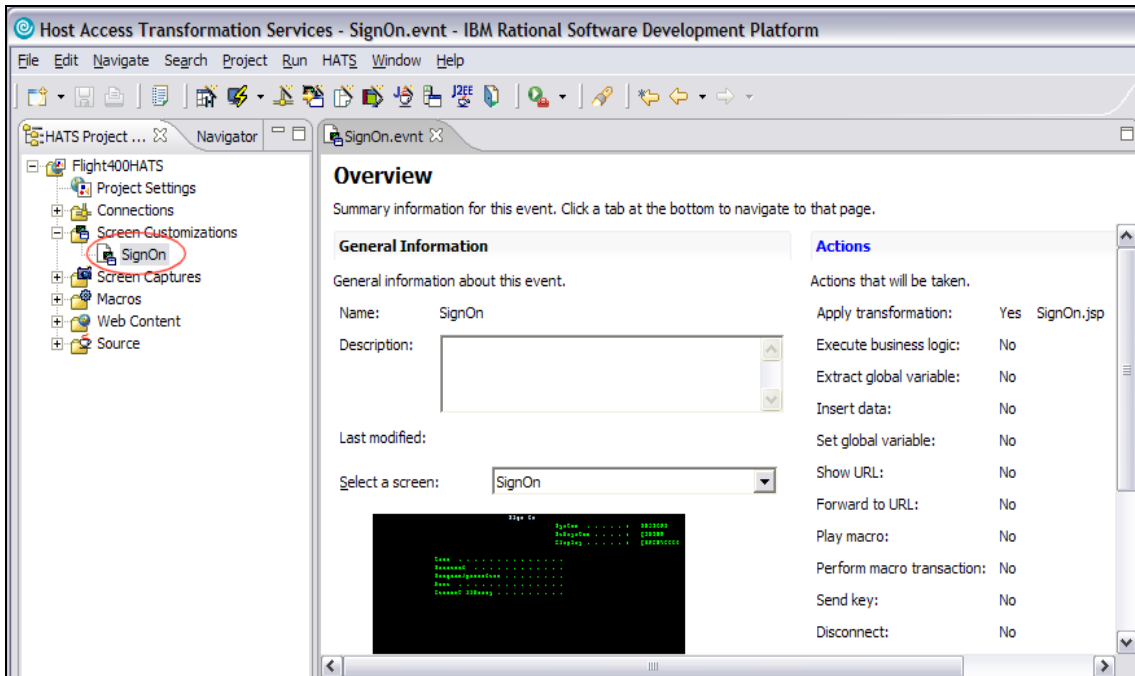 Host Access Transformation Services - SignOn.evnt - IBM Rational Software Development Platform
File Edit Navigate Search Project Run HATS Window Help
HATS Project ... Navigator
SignOn.evnt
Flight400HATS
Project Settings
Connections
Screen Customizations
SignOn
Screen Captures
Macros
Web Content
Source
Overview
Summary information for this event. Click a tab at the bottom to navigate to that page.
General Information
General information about this event.
Name: SignOn
Description:
Last modified:
Select a screen: SignOn
Sign On
System . . . . . :
Subsystem . . . . :
Display . . . . . :
Actions
Actions that will be taken.
Apply transformation: Yes SignOn.jsp
Execute business logic: No
Extract global variable: No
Insert data: No
Set global variable: No
Show URL: No
Forward to URL: No
Play macro: No
Perform macro transaction: No
Send key: No
Disconnect: No